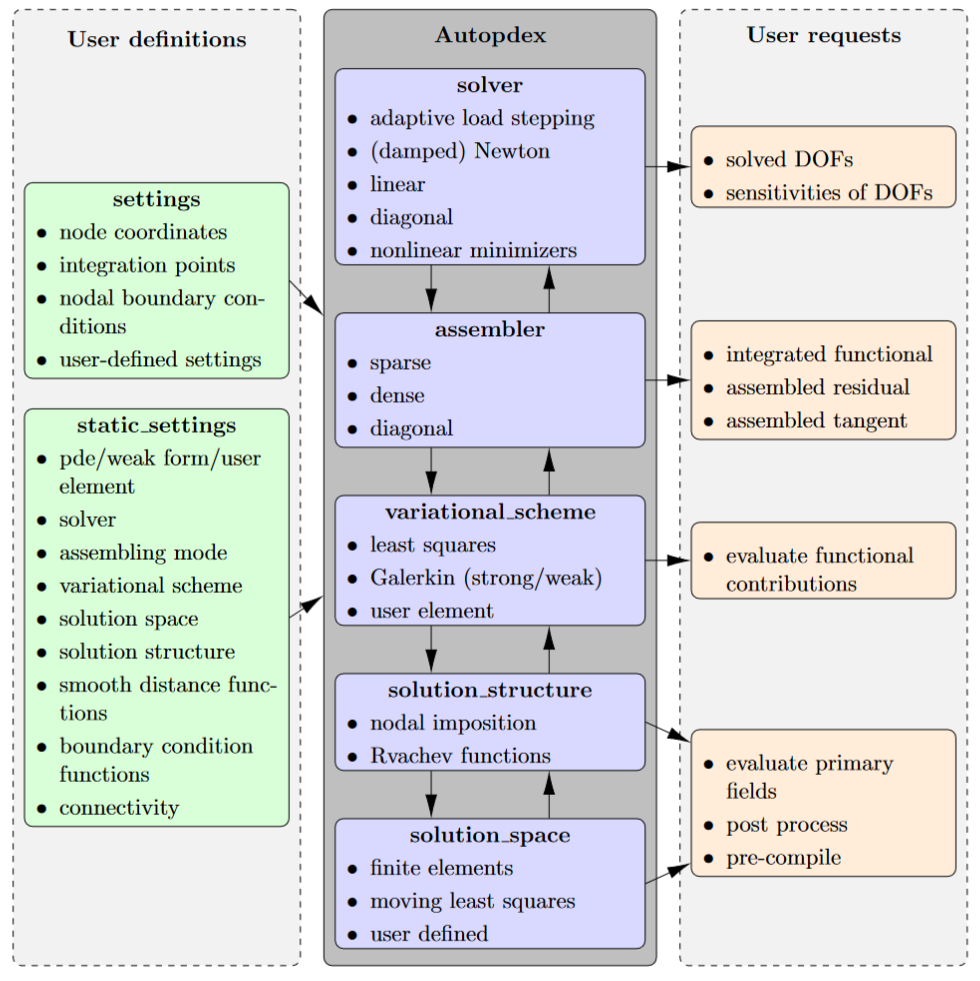 User definitions
settings
• node coordinates
• integration points
• nodal boundary con-
ditions
• user-defined settings
static_settings
• pde/weak form/user
element
• solver
• assembling mode
• variational scheme
• solution space
• solution structure
• smooth distance func-
tions
• boundary condition
functions
• connectivity
Autopdex
solver
• adaptive load stepping
• (damped) Newton
• linear
• diagonal
• nonlinear minimizers
assembler
• sparse
• dense
• diagonal
variational_scheme
• least squares
• Galerkin (strong/weak)
• user element
solution_structure
• nodal imposition
• Rvachev functions
solution_space
• finite elements
• moving least squares
• user defined
User requests
• solved DOFs
• sensitivities of DOFs
• integrated functional
• assembled residual
• assembled tangent
• evaluate functional
contributions
• evaluate primary
fields
• post process
• pre-compile